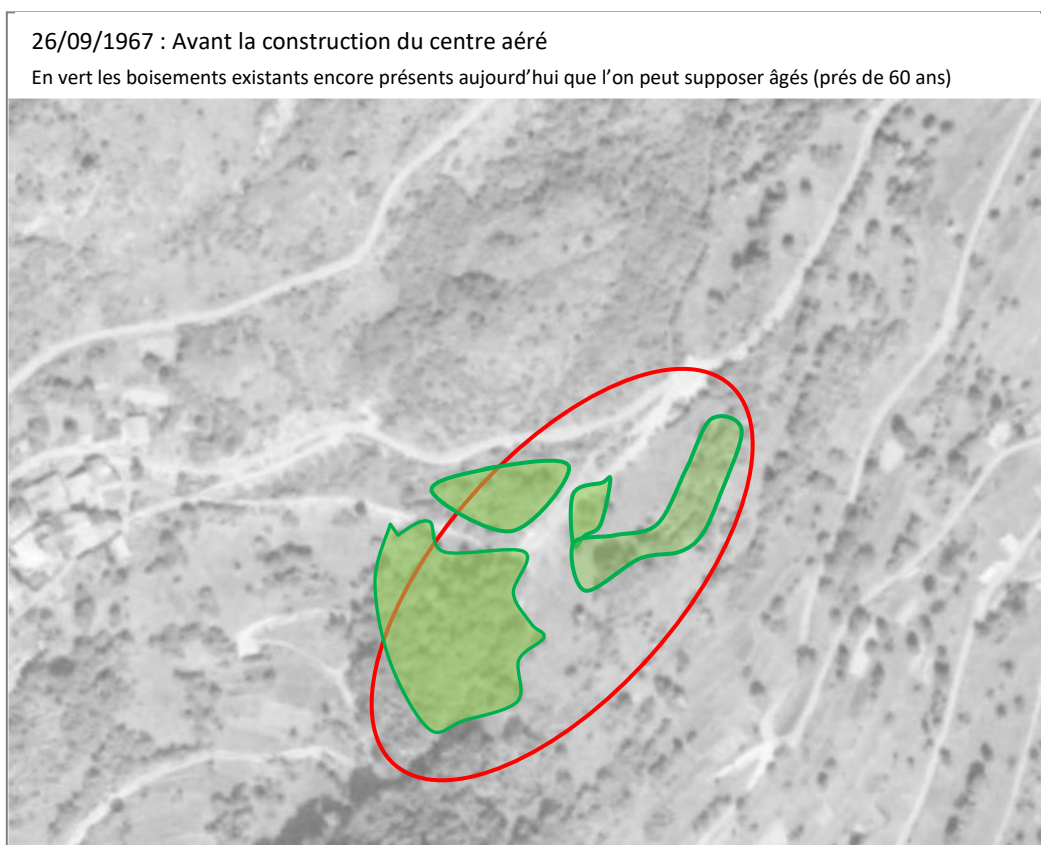 26/09/1967 : Avant la construction du centre aéré
En vert les boisements existants encore présents aujourd’hui que l’on peut supposer âgés (prés de 60 ans)